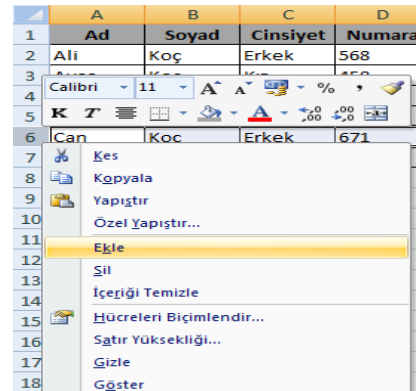 A B C D
1 Ad Soyad Cinsiyet Numara
2 Ali Koç Erkek 568
3
4 Calibri 11 A A % ,
5 K T A ,00 ,00
6 Can Koç Erkek 671
7 Kes
8 Kopyala
9 Yapıştır
10 Özel Yapıştır...
11 Ekle
12 Sil
13 İçeriği Temizle
14
15 Hücreleri Biçimlendir...
16 Satır Yüksekliği...
17 Gizle
18 Göster